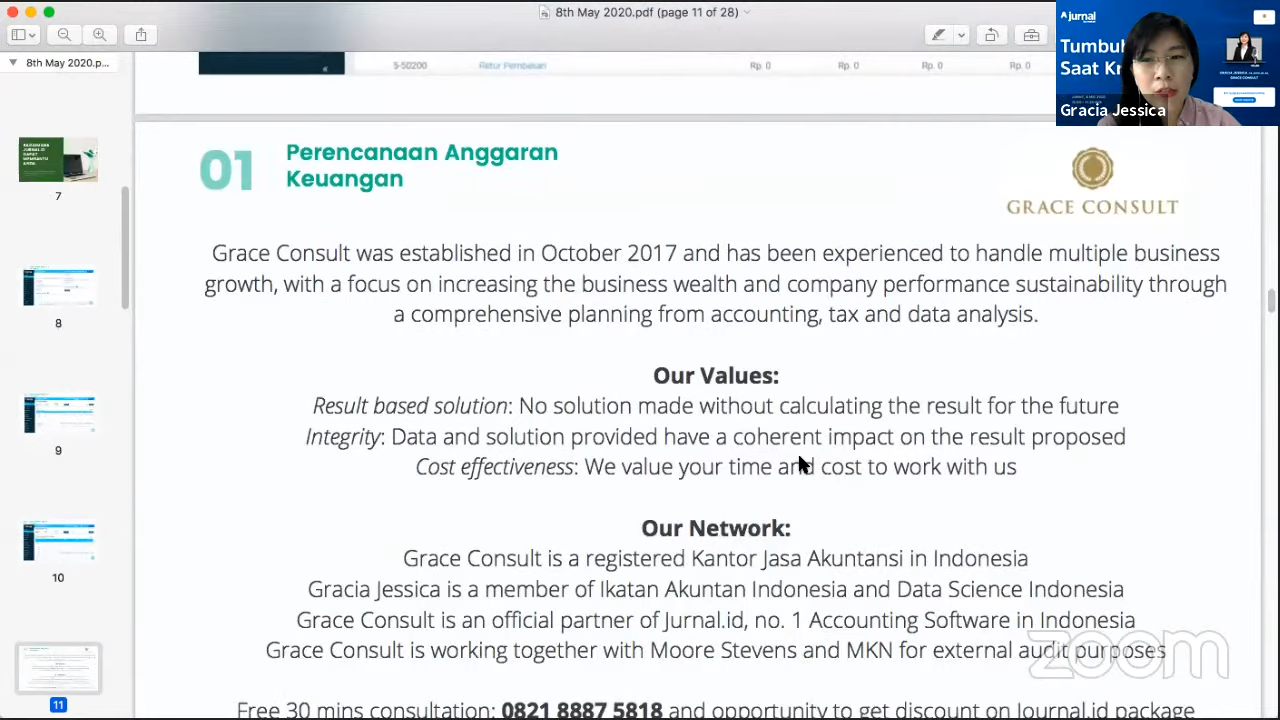 8th May 2020.pdf (page 11 of 28)
8th May 2020.p...
7
8
9
10
11
5-50200 Retur Pembelian Rp. 0 Rp. 0 Rp. 0 Rp. 0
jurnal
Tumbuh
Saat Kr
GRACIA JESSICA
GRACE CONSULT
Gracia Jessica
01 Perencanaan Anggaran
Keuangan
GRACE CONSULT
Grace Consult was established in October 2017 and has been experienced to handle multiple business
growth, with a focus on increasing the business wealth and company performance sustainability through
a comprehensive planning from accounting, tax and data analysis.
Our Values:
Result based solution: No solution made without calculating the result for the future
Integrity: Data and solution provided have a coherent impact on the result proposed
Cost effectiveness: We value your time and cost to work with us
Our Network:
Grace Consult is a registered Kantor Jasa Akuntansi in Indonesia
Gracia Jessica is a member of Ikatan Akuntan Indonesia and Data Science Indonesia
Grace Consult is an official partner of Jurnal.id, no. 1 Accounting Software in Indonesia
Grace Consult is working together with Moore Stevens and MKN for external audit purposes
zoom
Free 30 mins consultation: 0821 8887 5818 and opportunity to get discount on Journal.id package